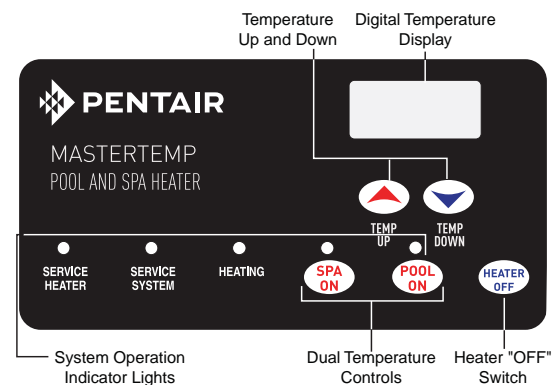 Temperature
Up and Down
Digital Temperature
Display
PENTAIR
MASTERTEMP
POOL AND SPA HEATER
TEMP
UP
TEMP
DOWN
SERVICE
HEATER
SERVICE
SYSTEM
HEATING
SPA
ON
POOL
ON
HEATER
OFF
System Operation
Indicator Lights
Dual Temperature
Controls
Heater "OFF"
Switch